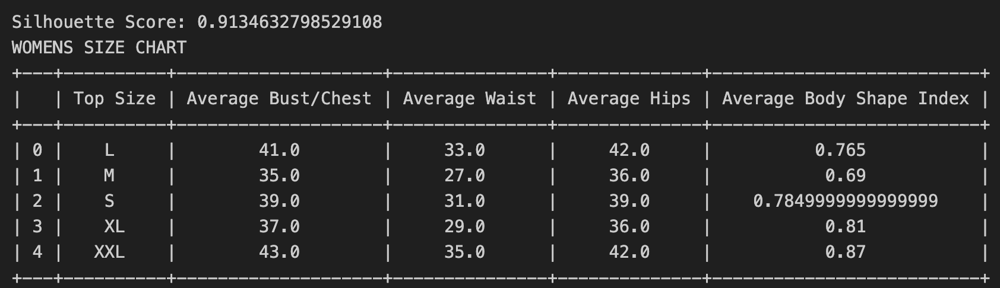 Silhouette Score: 0.9134632798529108
WOMENS SIZE CHART
+---+----------+--------------------+---------------+--------------+--------------------------+
|   | Top Size | Average Bust/Chest | Average Waist | Average Hips | Average Body Shape Index |
+---+----------+--------------------+---------------+--------------+--------------------------+
| 0 |    L     |        41.0        |     33.0      |     42.0     |          0.765           |
| 1 |    M     |        35.0        |     27.0      |     36.0     |           0.69           |
| 2 |    S     |        39.0        |     31.0      |     39.0     |    0.7849999999999999    |
| 3 |    XL    |        37.0        |     29.0      |     36.0     |           0.81           |
| 4 |   XXL    |        43.0        |     35.0      |     42.0     |           0.87           |
+---+----------+--------------------+---------------+--------------+--------------------------+